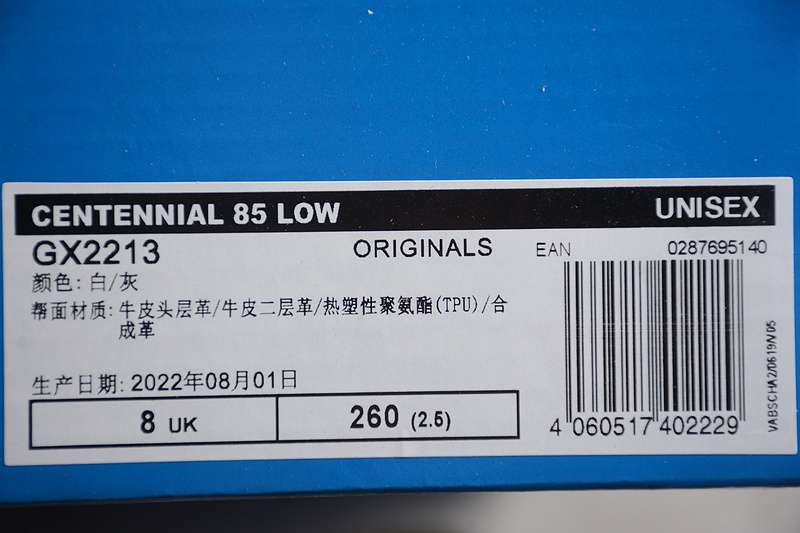 CENTENNIAL 85 LOW UNISEX
GX2213 ORIGINALS EAN 0287695140
颜色: 白/灰
帮面材质: 牛皮头层革/牛皮二层革/热塑性聚氨酯(TPU)/合
成革
生产日期: 2022年08月01日
8 UK 260 (2.5)
4 060517 402229
VABSCHA2/0619/V05